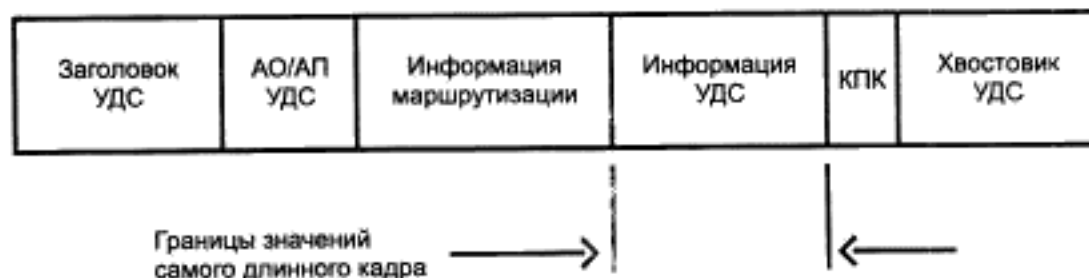 Заголовок
УДС
АО/АП
УДС
Информация
маршрутизации
Информация
УДС
КПК
Хвостовик
УДС
Границы значений
самого длинного кадра